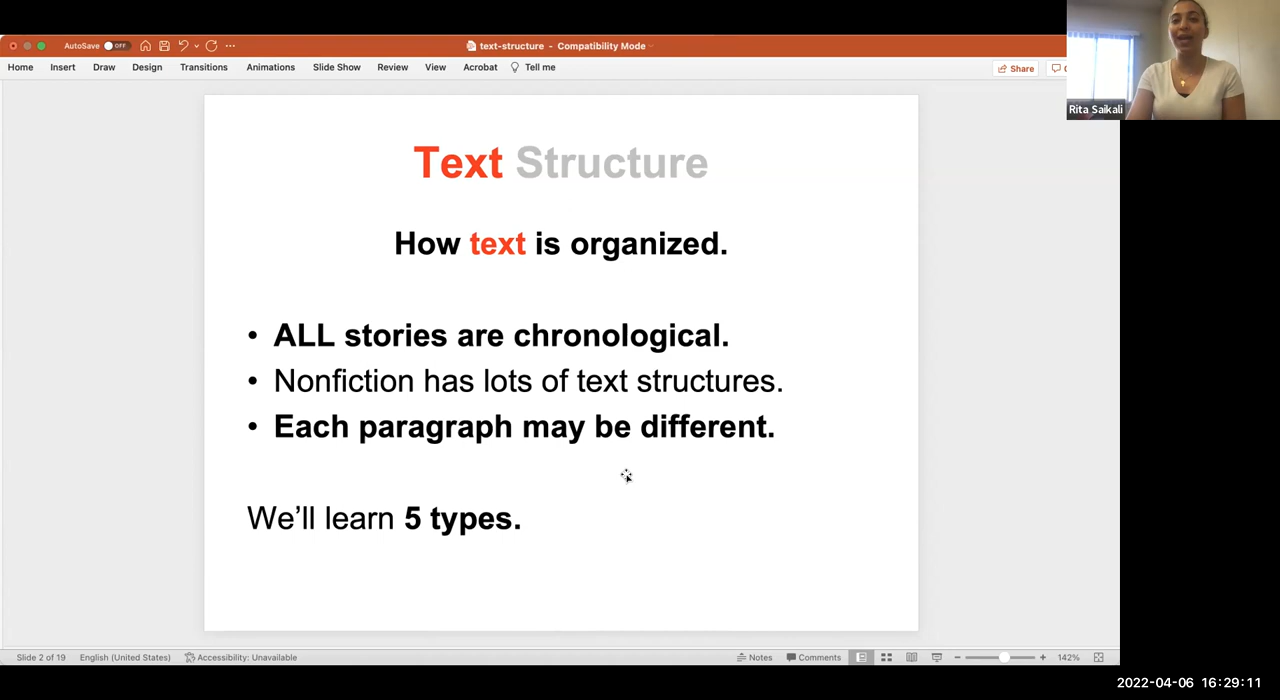 AutoSave OFF
text-structure - Compatibility Mode
Home Insert Draw Design Transitions Animations Slide Show Review View Acrobat Tell me
Share
Rita Saikali
Text Structure
How text is organized.
• ALL stories are chronological.
• Nonfiction has lots of text structures.
• Each paragraph may be different.
We’ll learn 5 types.
Slide 2 of 19 English (United States) Accessibility: Unavailable Notes Comments 142%
2022-04-06 16:29:11